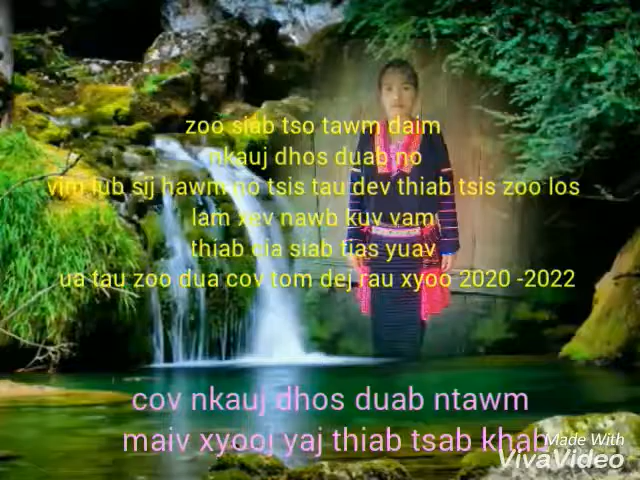 zoo siab tso tawm daim
nkauj dhos duab no
vim lub sij hawm no tsis tau dev thiab tsis zoo los
lam xev nawb kuv vam
thiab cia siab tias yuav
ua tau zoo dua cov tom dej rau xyoo 2020 -2022
cov nkauj dhos duab ntawm
maiv xyooj yaj thiab tsab khab
Made With
VivaVideo